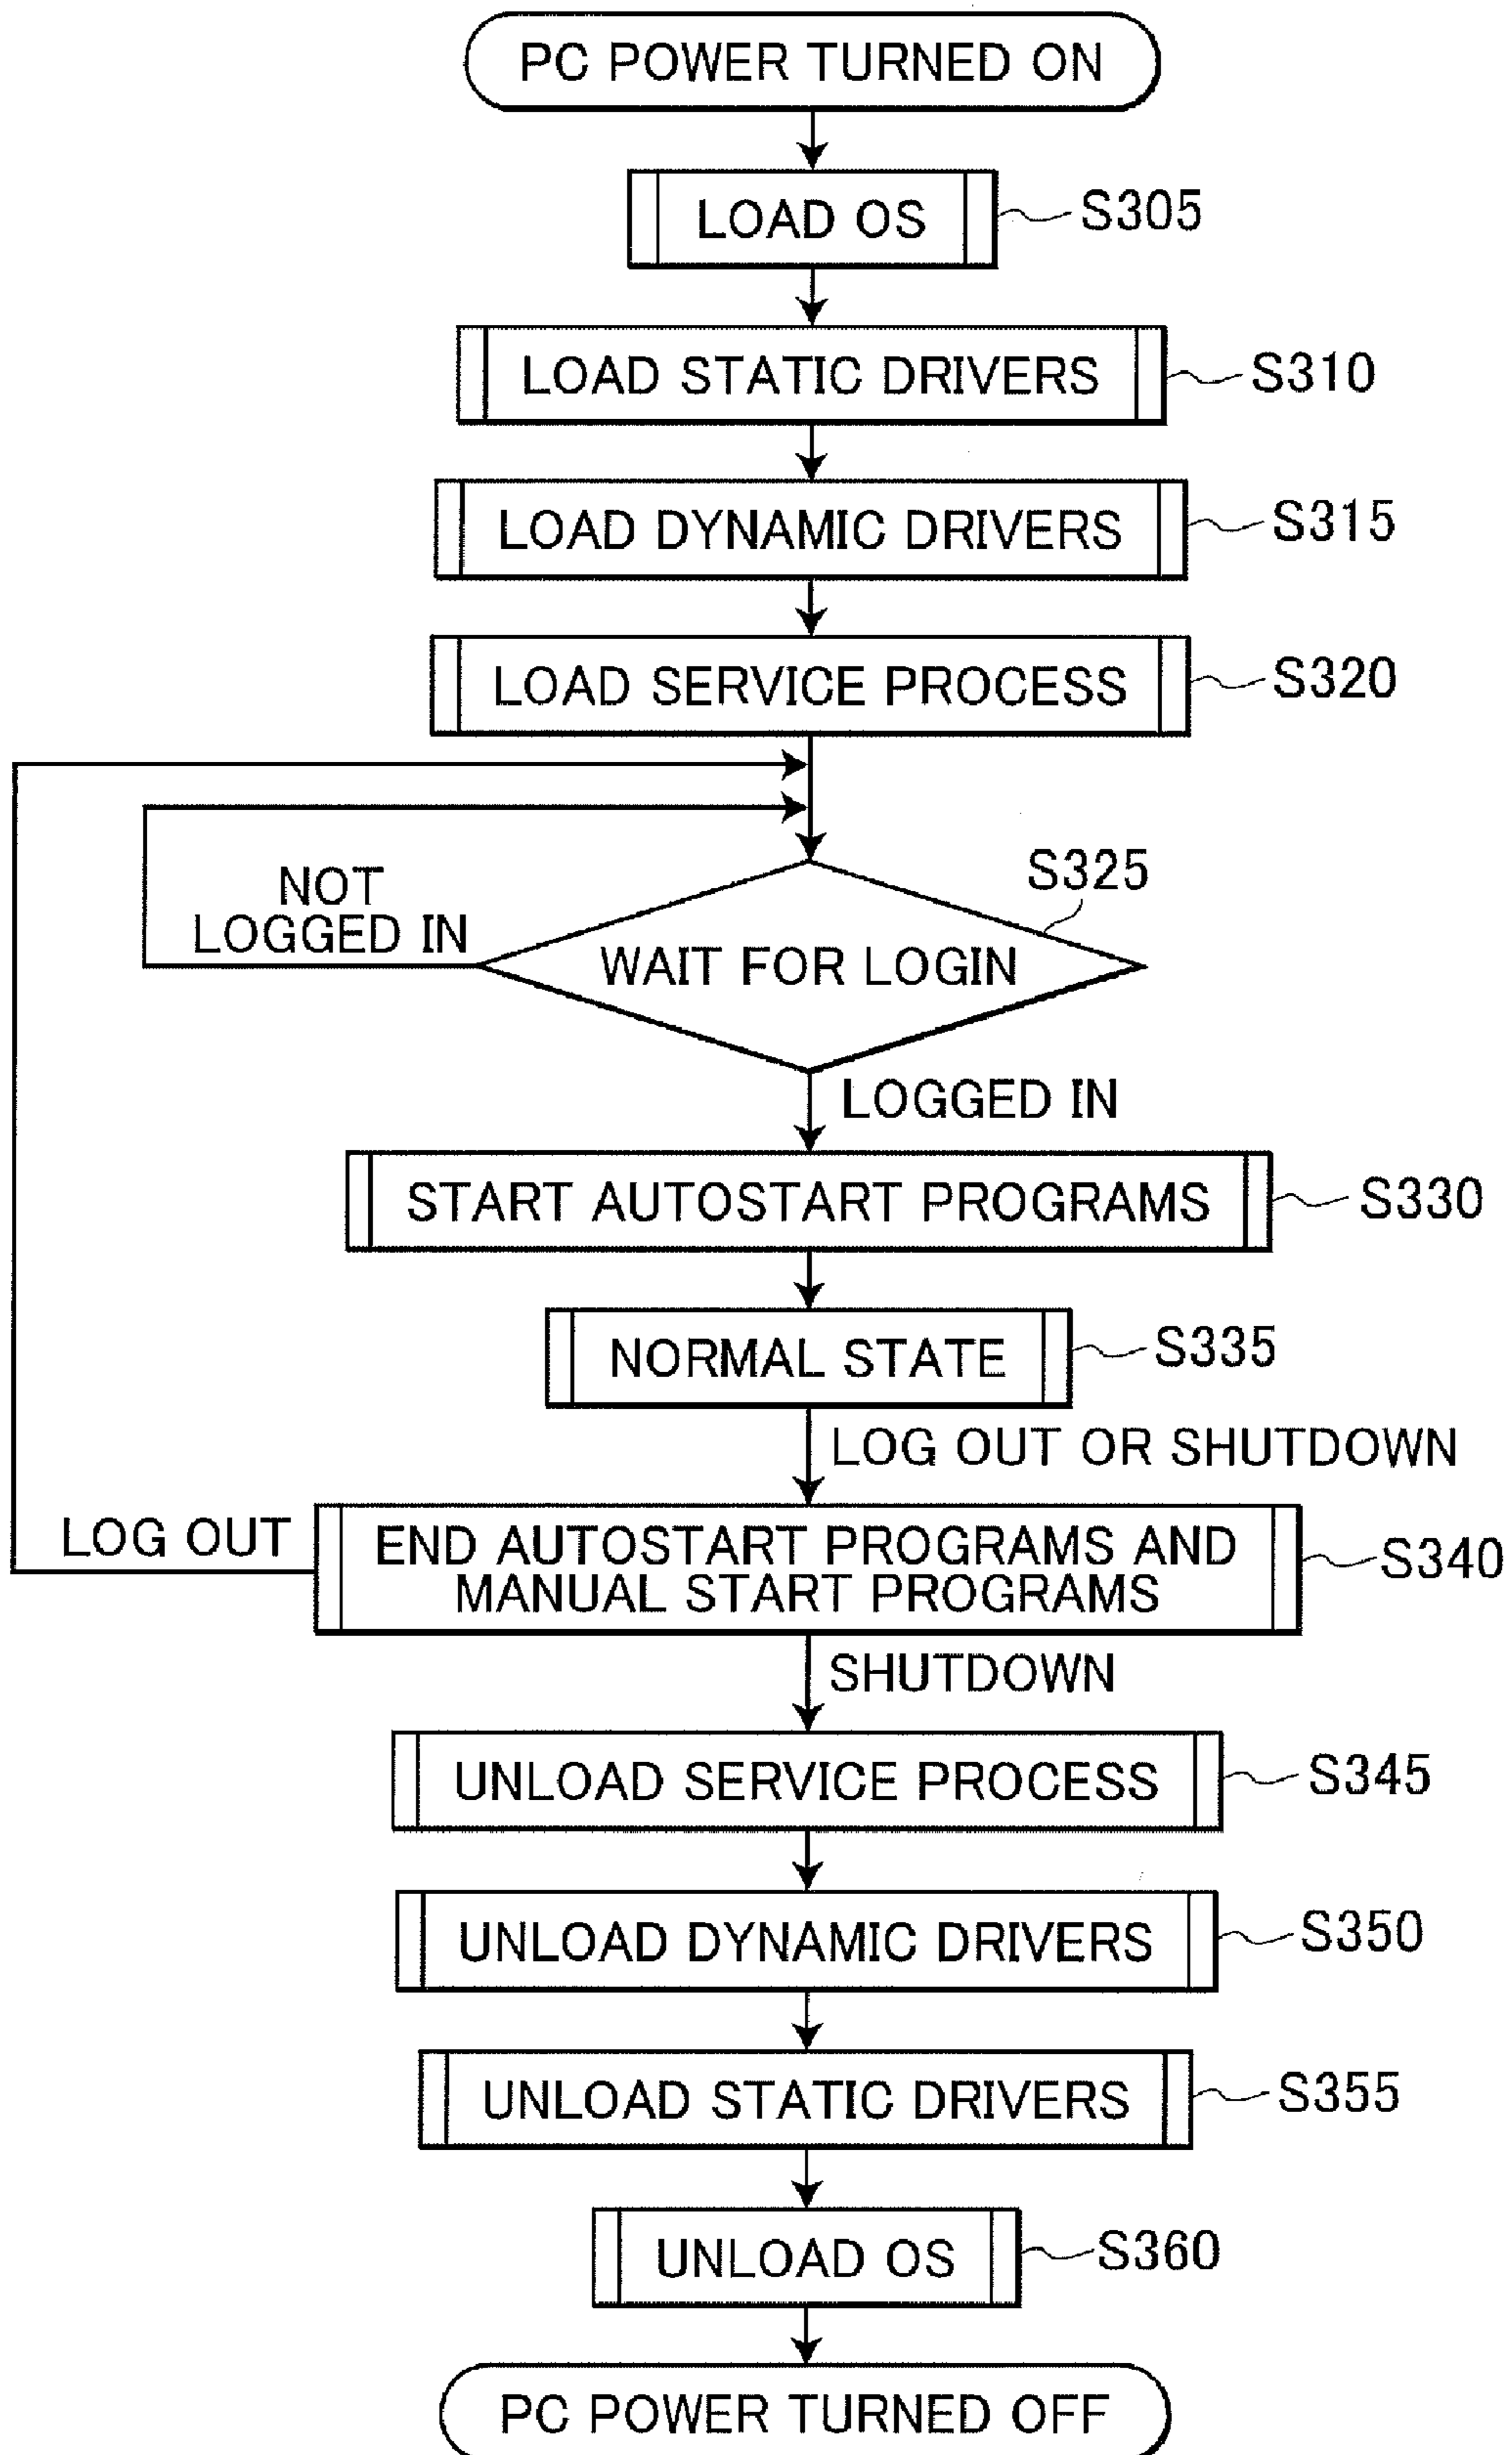 PC POWER TURNED ON
LOAD OS
S305
LOAD STATIC DRIVERS
S310
LOAD DYNAMIC DRIVERS
S315
LOAD SERVICE PROCESS
S320
NOT
LOGGED IN
S325
WAIT FOR LOGIN
LOGGED IN
START AUTOSTART PROGRAMS
S330
NORMAL STATE
S335
LOG OUT OR SHUTDOWN
LOG OUT
END AUTOSTART PROGRAMS AND
MANUAL START PROGRAMS
S340
SHUTDOWN
UNLOAD SERVICE PROCESS
S345
UNLOAD DYNAMIC DRIVERS
S350
UNLOAD STATIC DRIVERS
S355
UNLOAD OS
S360
PC POWER TURNED OFF